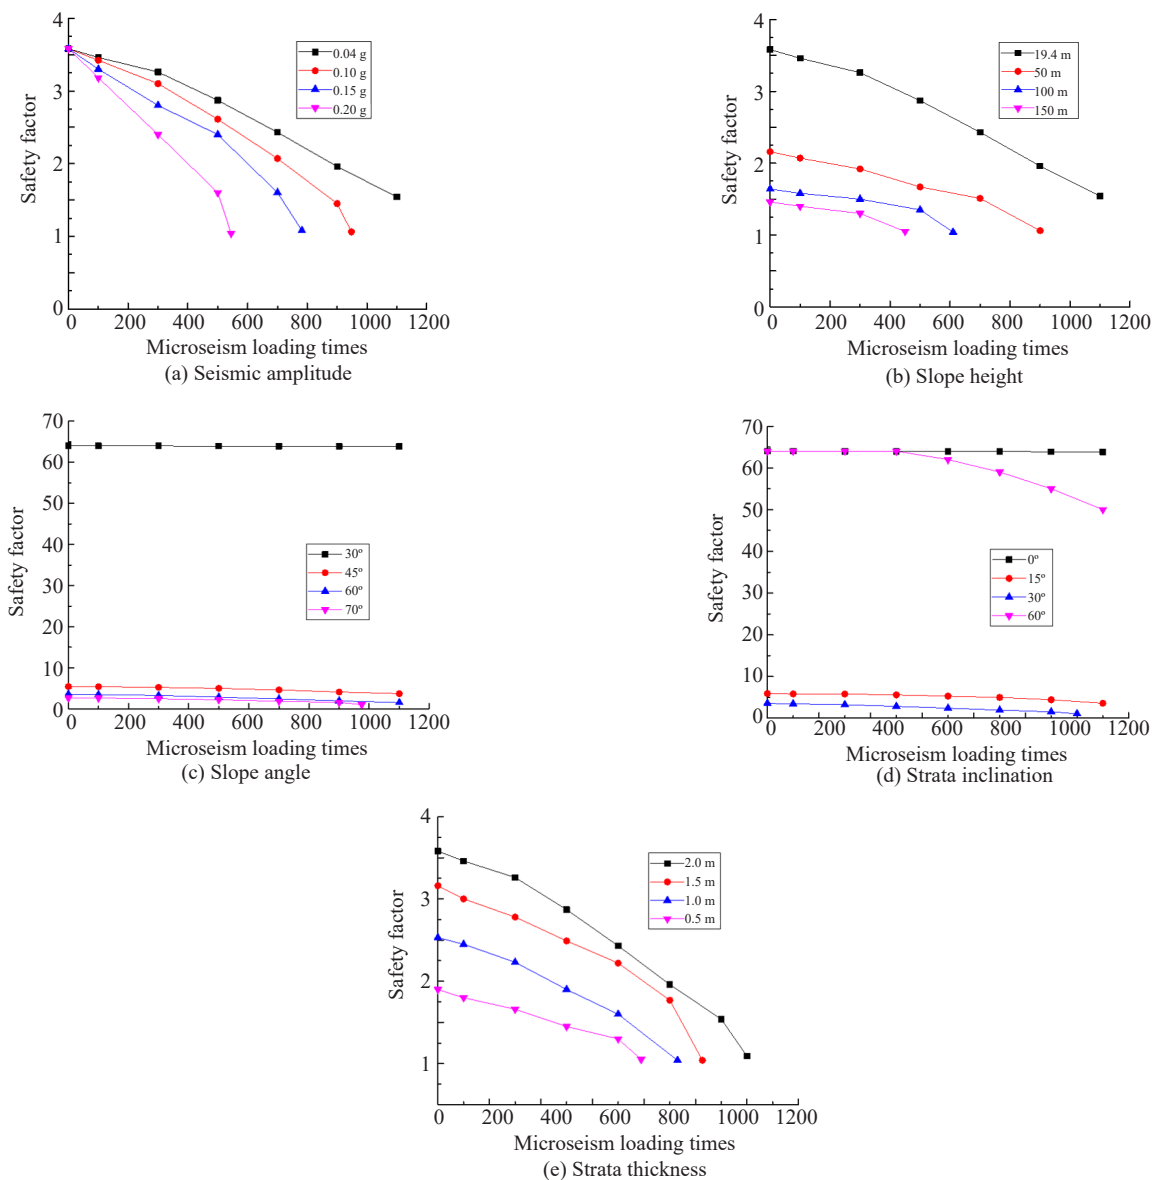 4
3
2
1
0
Safety factor
0.04 g
0.10 g
0.15 g
0.20 g
0 200 400 600 800 1000 1200
Microseism loading times
(a) Seismic amplitude
4
3
2
1
0
Safety factor
19.4 m
50 m
100 m
150 m
0 200 400 600 800 1000 1200
Microseism loading times
(b) Slope height
70
60
50
40
30
20
10
0
Safety factor
30º
45º
60º
70º
0 200 400 600 800 1000 1200
Microseism loading times
(c) Slope angle
70
60
50
40
30
20
10
0
Safety factor
0º
15º
30º
60º
0 200 400 600 800 1000 1200
Microseism loading times
(d) Strata inclination
4
3
2
1
Safety factor
2.0 m
1.5 m
1.0 m
0.5 m
0 200 400 600 800 1000 1200
Microseism loading times
(e) Strata thickness